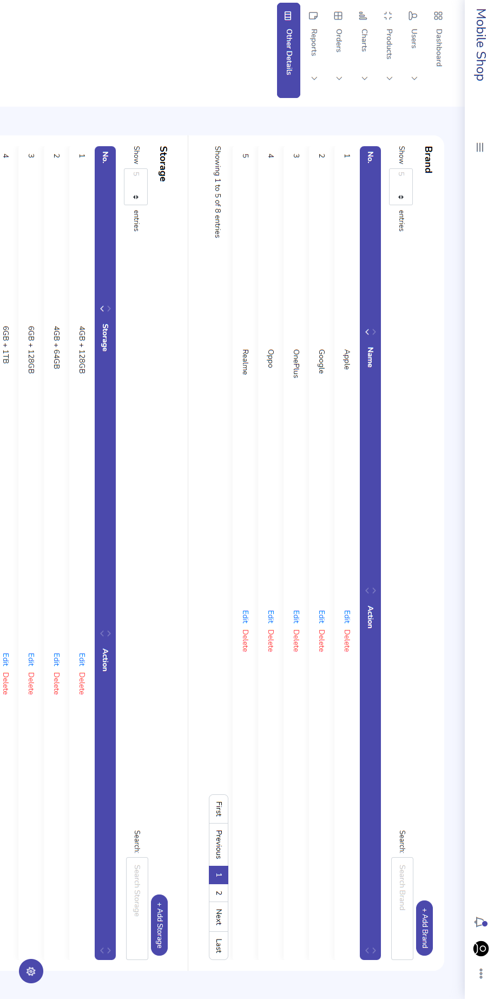 Mobile Shop
Dashboard
Users
Products
Charts
Orders
Reports
Other Details
Brand
+ Add Brand
Show 5 entries
Search: Search Brand
No. Name Action
1 Apple Edit Delete
2 Google Edit Delete
3 OnePlus Edit Delete
4 Oppo Edit Delete
5 Realme Edit Delete
Showing 1 to 5 of 8 entries
First Previous 1 2 Next Last
Storage
+ Add Storage
Show 5 entries
Search: Search Storage
No. Storage Action
1 4GB + 128GB Edit Delete
2 4GB + 64GB Edit Delete
3 6GB + 128GB Edit Delete
4 6GB + 1TB Edit Delete